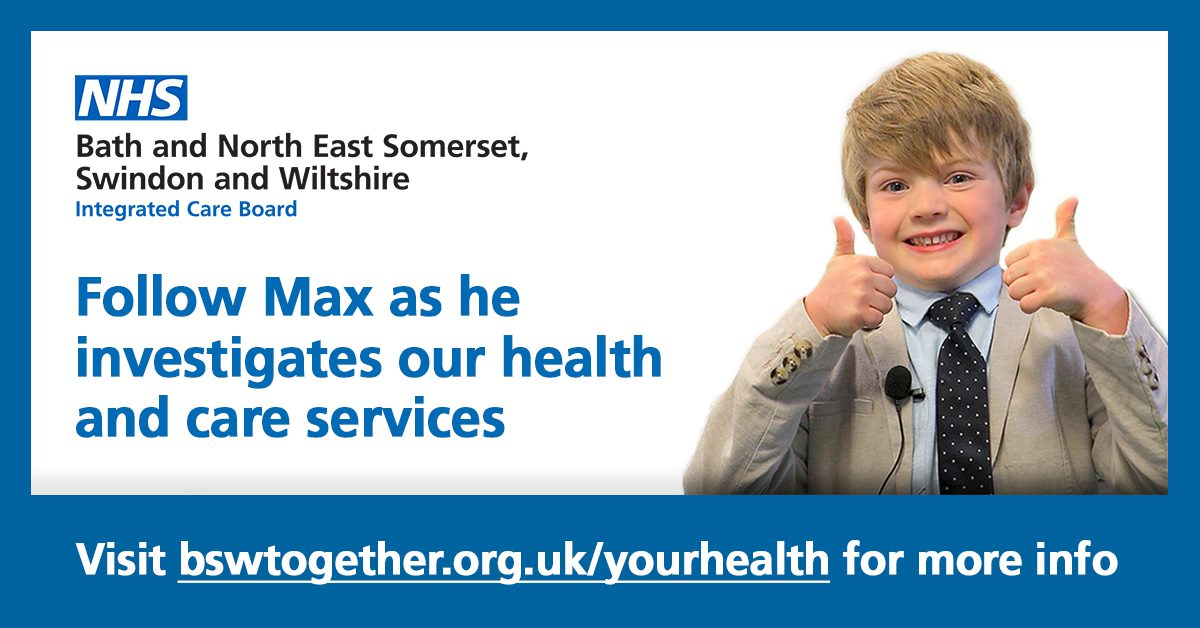 NHS
Bath and North East Somerset,
Swindon and Wiltshire
Integrated Care Board
Follow Max as he
investigates our health
and care services
Visit bswtogether.org.uk/yourhealth for more info